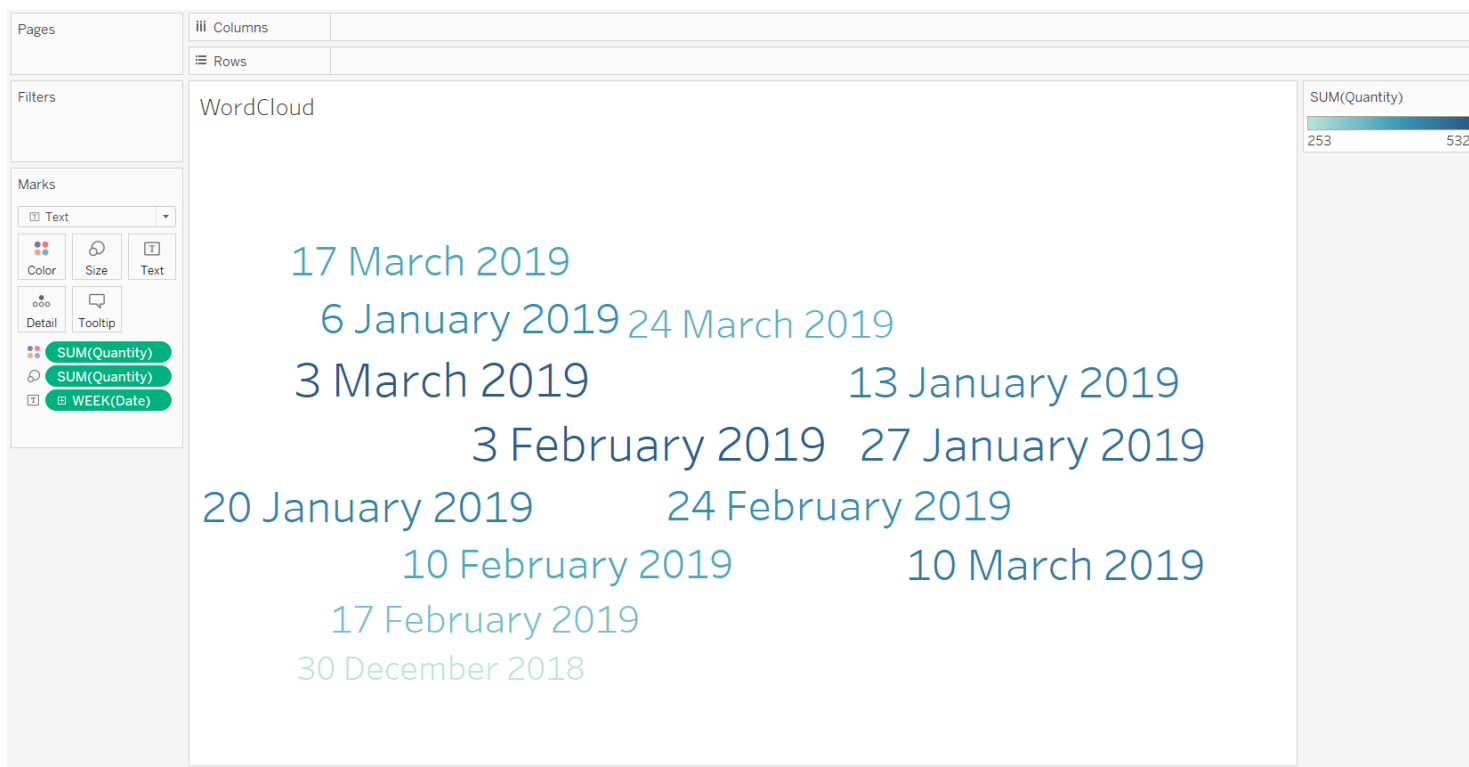 Pages
Columns
Rows
Filters
WordCloud
SUM(Quantity)
253 532
Marks
Text
Color Size Text
Detail Tooltip
SUM(Quantity)
SUM(Quantity)
WEEK(Date)
17 March 2019
6 January 2019 24 March 2019
3 March 2019 13 January 2019
3 February 2019 27 January 2019
20 January 2019 24 February 2019
10 February 2019 10 March 2019
17 February 2019
30 December 2018